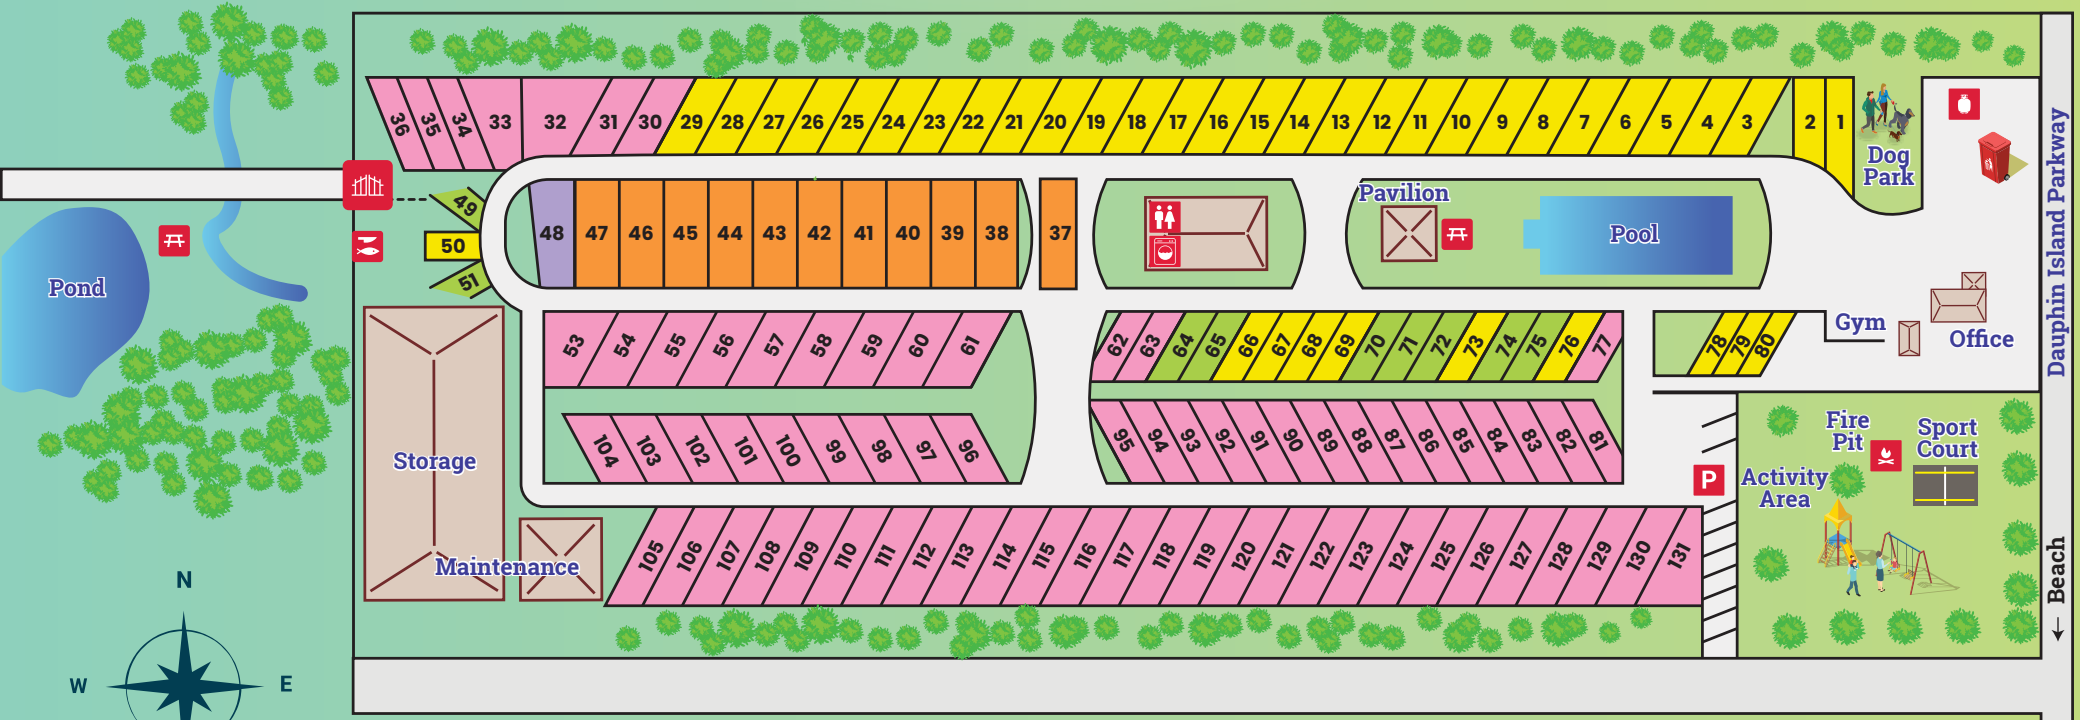 36 35 34 33 32 31 30 29 28 27 26 25 24 23 22 21 20 19 18 17 16 15 14 13 12 11 10 9 8 7 6 5 4 3 2 1
Dog
Park
49
50
51
48 47 46 45 44 43 42 41 40 39 38 37
Pavilion
Pool
Pond
Dauphin Island Parkway
53 54 55 56 57 58 59 60 61
62 63 64 65 66 67 68 69 70 71 72 73 74 75 76 77
78 79 80
Gym
Office
104 103 102 101 100 99 98 97 96
95 94 93 92 91 90 89 88 87 86 85 84 83 82 81
Storage
Fire
Pit
Sport
Court
P
Activity
Area
Maintenance
105 106 107 108 109 110 111 112 113 114 115 116 117 118 119 120 121 122 123 124 125 126 127 128 129 130 131
← Beach
N
W
E